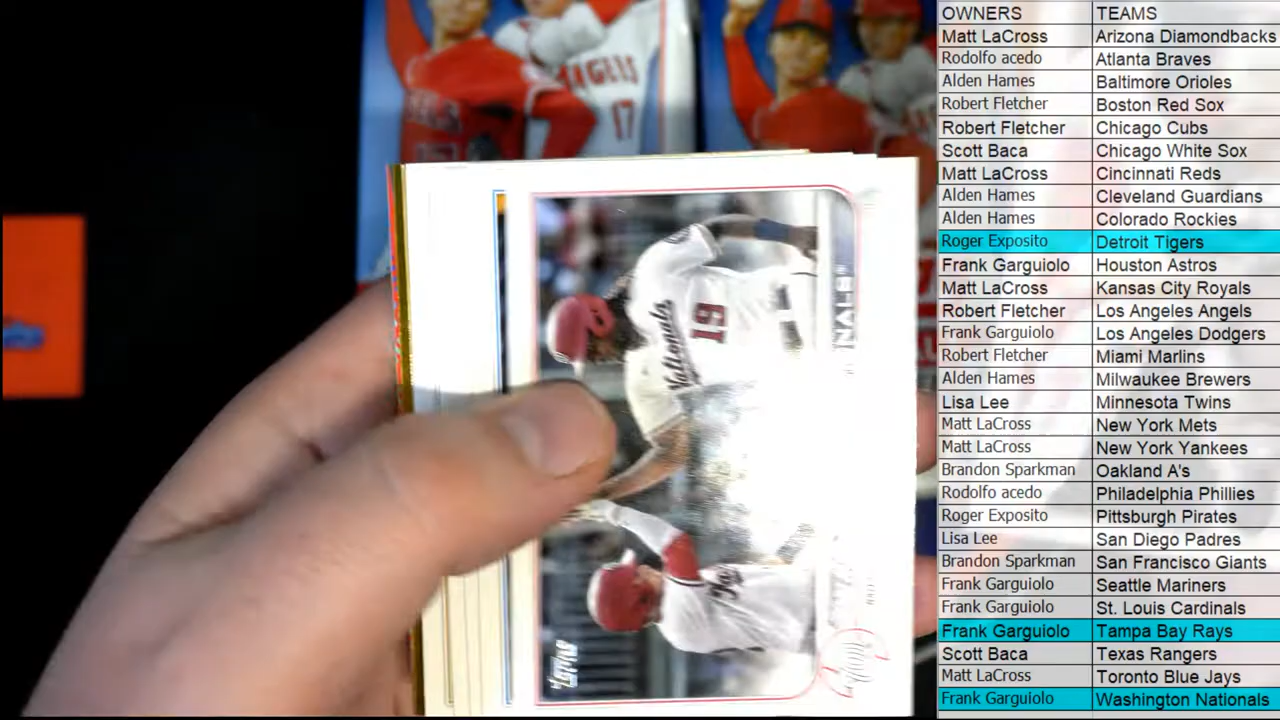 OWNERS TEAMS
Matt LaCross Arizona Diamondbacks
Rodolfo acedo Atlanta Braves
Alden Hames Baltimore Orioles
Robert Fletcher Boston Red Sox
Robert Fletcher Chicago Cubs
Scott Baca Chicago White Sox
Matt LaCross Cincinnati Reds
Alden Hames Cleveland Guardians
Alden Hames Colorado Rockies
Roger Exposito Detroit Tigers
Frank Garguiolo Houston Astros
Matt LaCross Kansas City Royals
Robert Fletcher Los Angeles Angels
Frank Garguiolo Los Angeles Dodgers
Robert Fletcher Miami Marlins
Alden Hames Milwaukee Brewers
Lisa Lee Minnesota Twins
Matt LaCross New York Mets
Matt LaCross New York Yankees
Brandon Sparkman Oakland A's
Rodolfo acedo Philadelphia Phillies
Roger Exposito Pittsburgh Pirates
Lisa Lee San Diego Padres
Brandon Sparkman San Francisco Giants
Frank Garguiolo Seattle Mariners
Frank Garguiolo St. Louis Cardinals
Frank Garguiolo Tampa Bay Rays
Scott Baca Texas Rangers
Matt LaCross Toronto Blue Jays
Frank Garguiolo Washington Nationals
ANGELS
17
Nationals
19
NALS
Topps